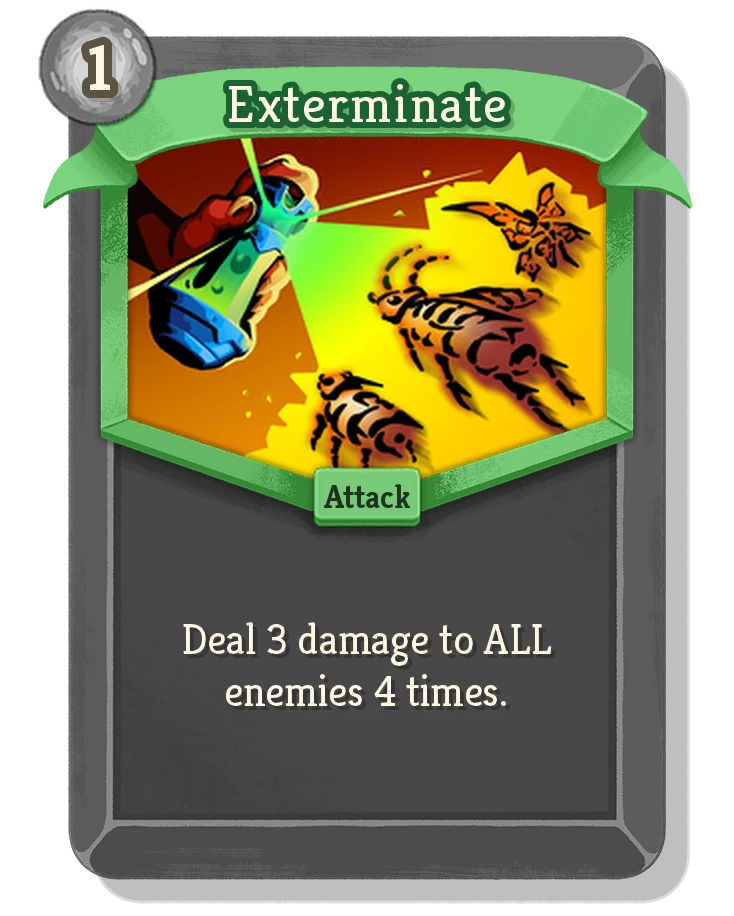 1
Exterminate
Attack
Deal 3 damage to ALL
enemies 4 times.